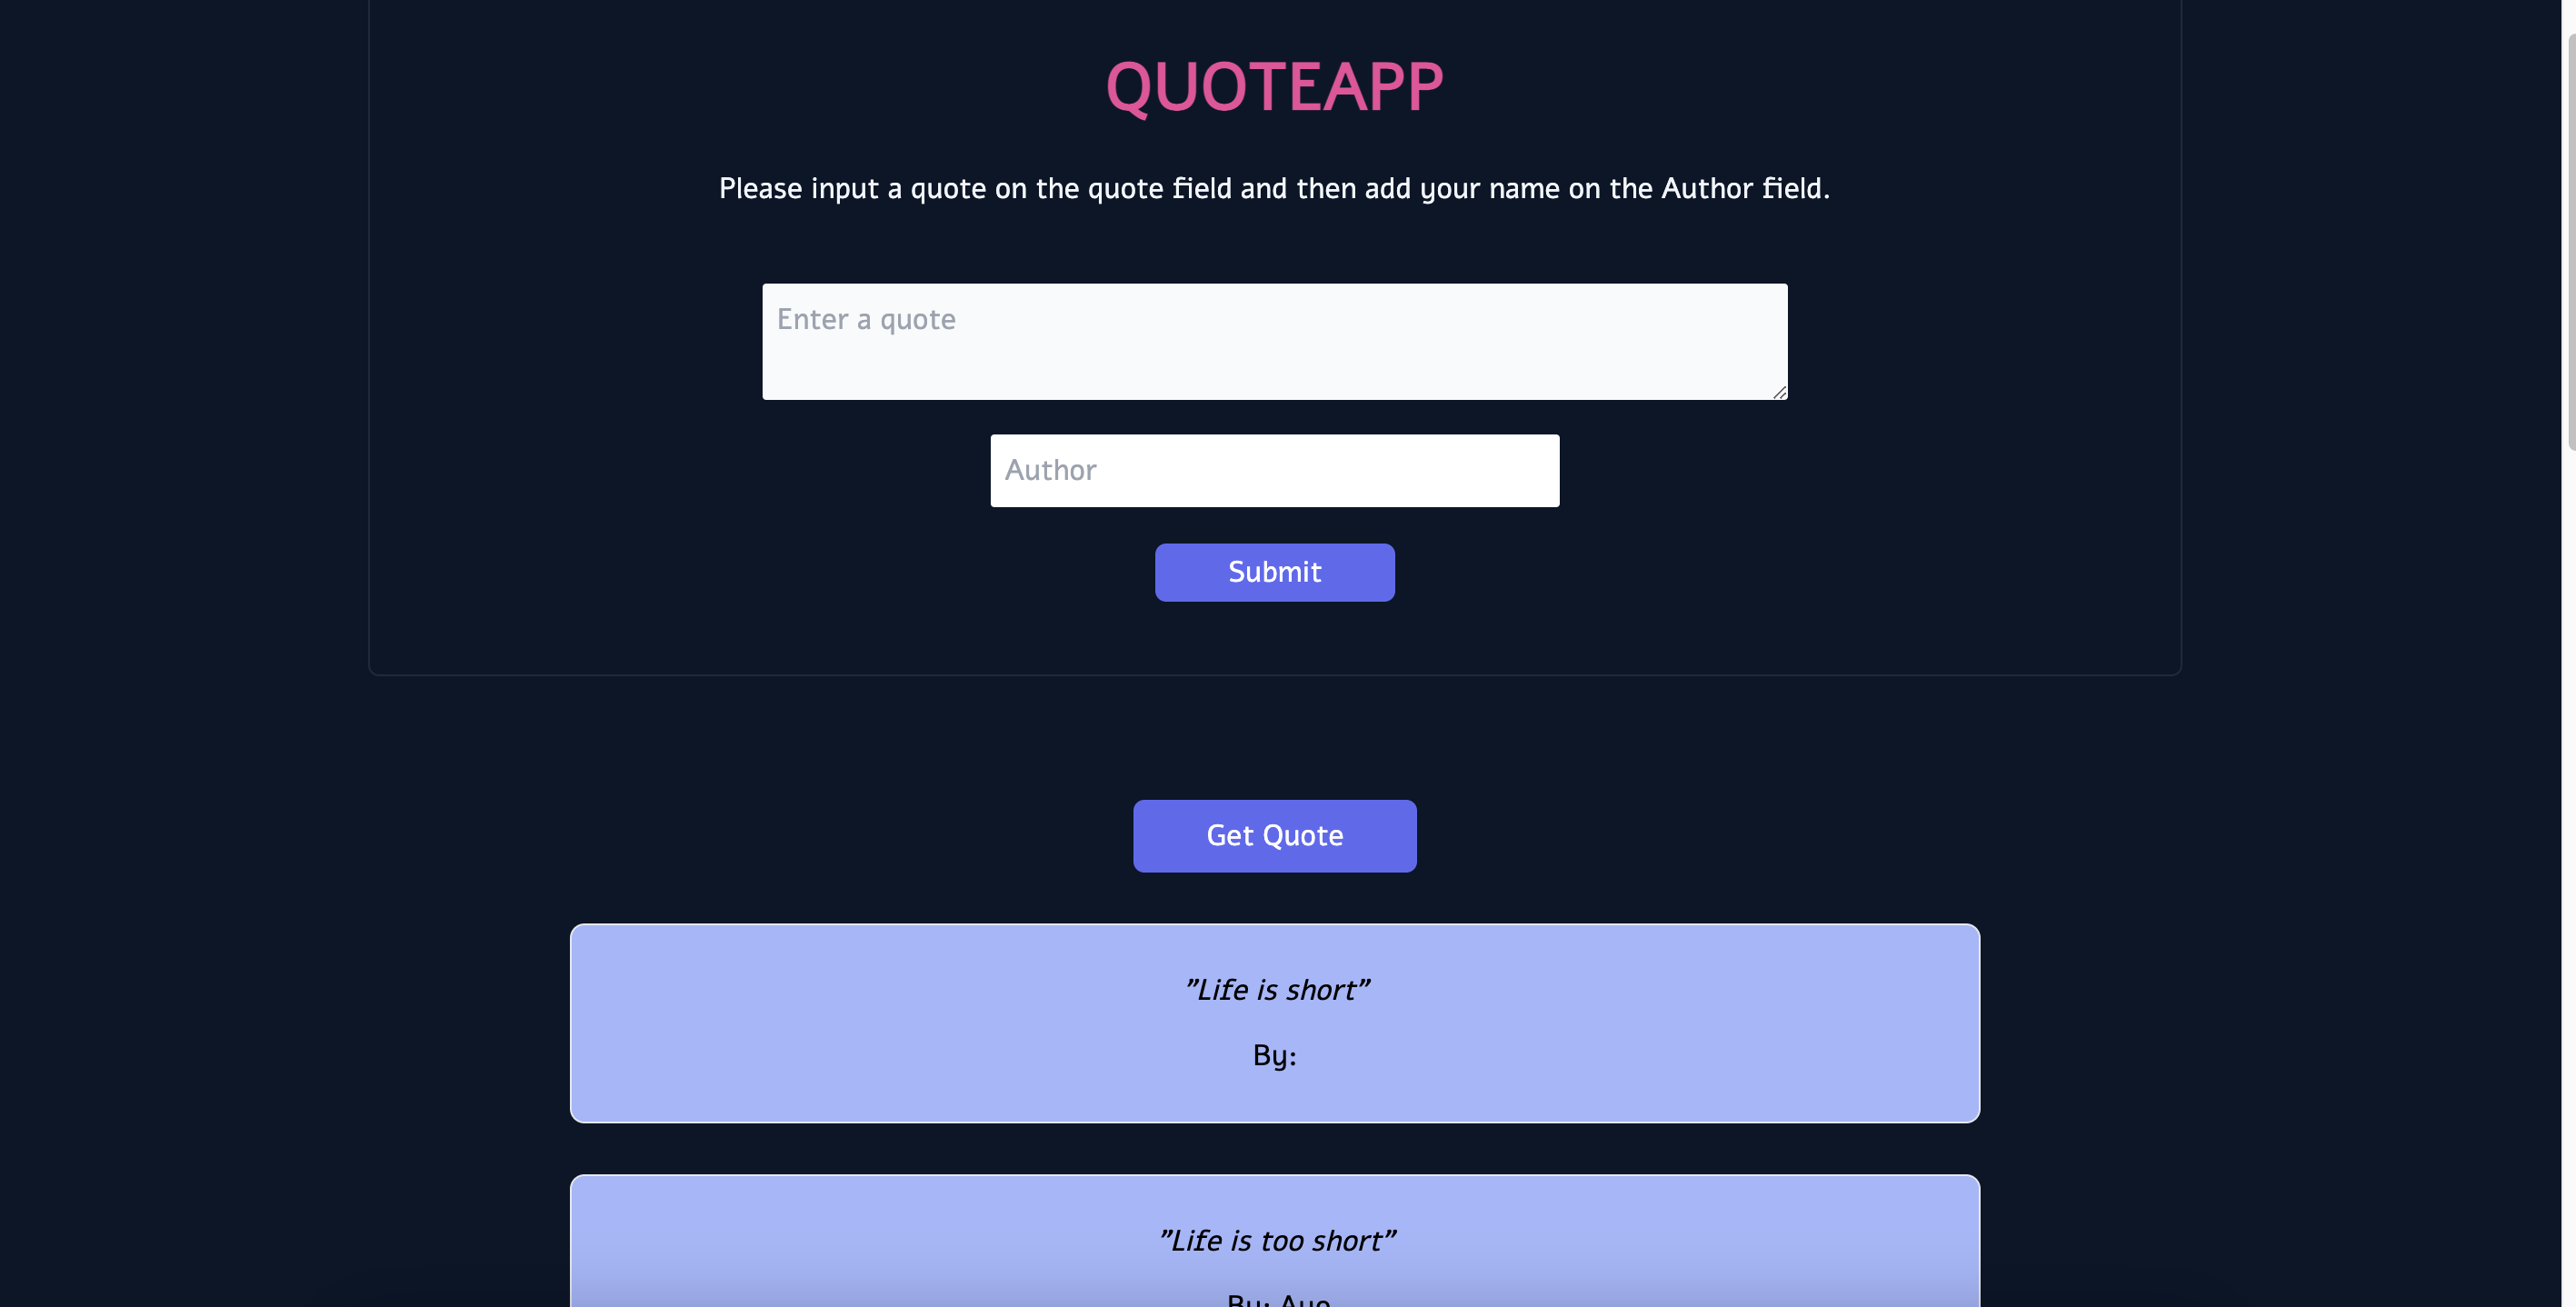 QUOTEAPP
Please input a quote on the quote field and then add your name on the Author field.
Enter a quote
Author
Submit
Get Quote
”Life is short”
By:
”Life is too short”
By: Ayo